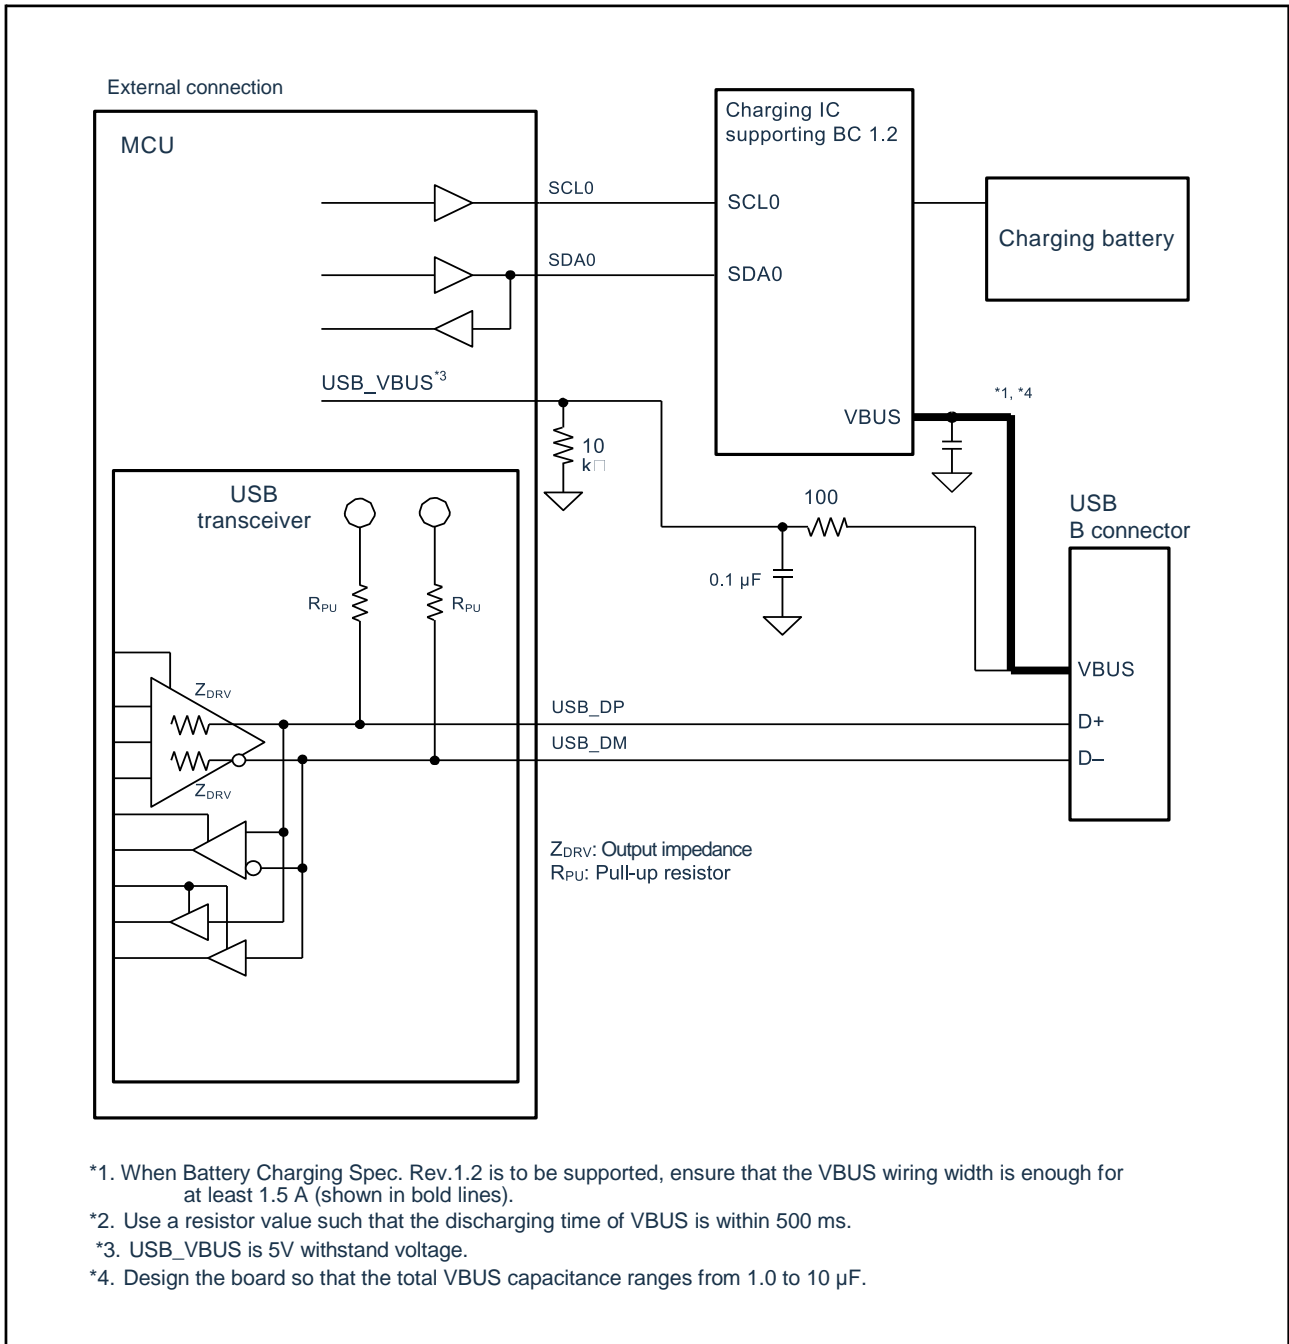 External connection
MCU
Charging IC
supporting BC 1.2
SCL0
SCL0
Charging battery
SDA0
SDA0
USB_VBUS*3
VBUS
*1, *4
10
k□
USB
transceiver
100
USB
B connector
0.1 µF
RPU
RPU
VBUS
ZDRV
USB_DP
D+
USB_DM
D–
ZDRV
ZDRV: Output impedance
RPU: Pull-up resistor
*1. When Battery Charging Spec. Rev.1.2 is to be supported, ensure that the VBUS wiring width is enough for
at least 1.5 A (shown in bold lines).
*2. Use a resistor value such that the discharging time of VBUS is within 500 ms.
*3. USB_VBUS is 5V withstand voltage.
*4. Design the board so that the total VBUS capacitance ranges from 1.0 to 10 µF.